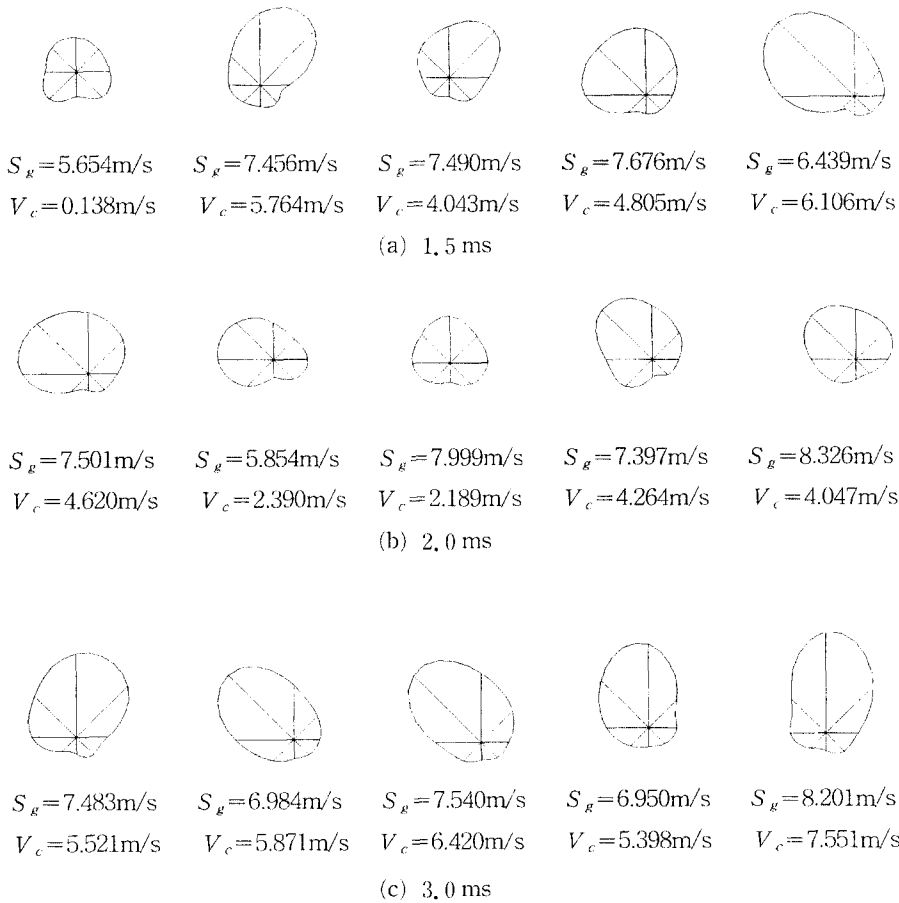 S_g=5.654m/s S_g=7.456m/s S_g=7.490m/s S_g=7.676m/s S_g=6.439m/s
V_c=0.138m/s V_c=5.764m/s V_c=4.043m/s V_c=4.805m/s V_c=6.106m/s
(a) 1.5 ms
S_g=7.501m/s S_g=5.854m/s S_g=7.999m/s S_g=7.397m/s S_g=8.326m/s
V_c=4.620m/s V_c=2.390m/s V_c=2.189m/s V_c=4.264m/s V_c=4.047m/s
(b) 2.0 ms
S_g=7.483m/s S_g=6.984m/s S_g=7.540m/s S_g=6.950m/s S_g=8.201m/s
V_c=5.521m/s V_c=5.871m/s V_c=6.420m/s V_c=5.398m/s V_c=7.551m/s
(c) 3.0 ms